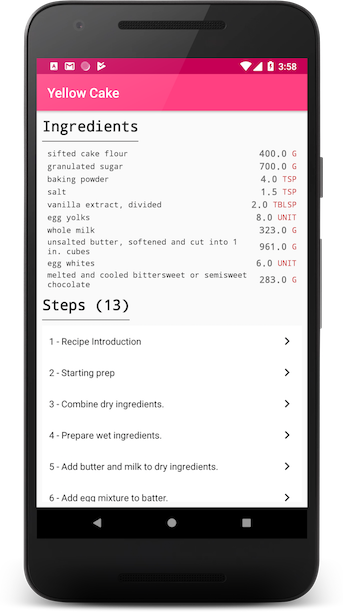 3:58
Yellow Cake
Ingredients
sifted cake flour 400.0 G
granulated sugar 700.0 G
baking powder 4.0 TSP
salt 1.5 TSP
vanilla extract, divided 2.0 TBLSP
egg yolks 8.0 UNIT
whole milk 323.0 G
unsalted butter, softened and cut into 1
in. cubes 961.0 G
egg whites 6.0 UNIT
melted and cooled bittersweet or semisweet
chocolate 283.0 G
Steps (13)
1 - Recipe Introduction
2 - Starting prep
3 - Combine dry ingredients.
4 - Prepare wet ingredients.
5 - Add butter and milk to dry ingredients.
6 - Add egg mixture to batter.